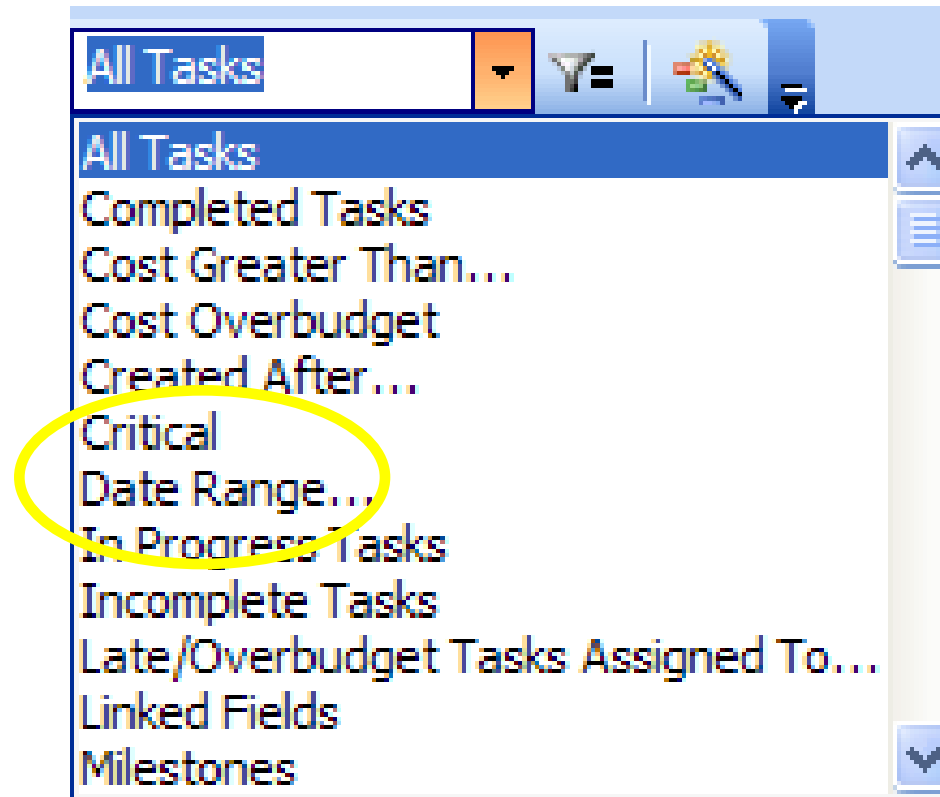 All Tasks
All Tasks
Completed Tasks
Cost Greater Than...
Cost Overbudget
Created After...
Critical
Date Range...
In Progress Tasks
Incomplete Tasks
Late/Overbudget Tasks Assigned To...
Linked Fields
Milestones